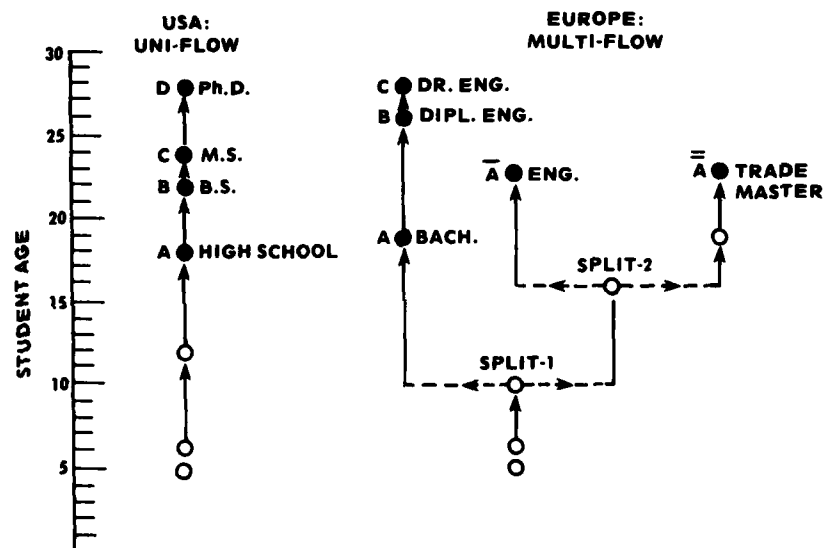 USA:
UNI-FLOW
EUROPE:
MULTI-FLOW
STUDENT AGE
30
25
20
15
10
5
D Ph.D.
C M.S.
B B.S.
A HIGH SCHOOL
C DR. ENG.
B DIPL. ENG.
A BACH.
A̅ ENG.
A̿ TRADE
MASTER
SPLIT-2
SPLIT-1